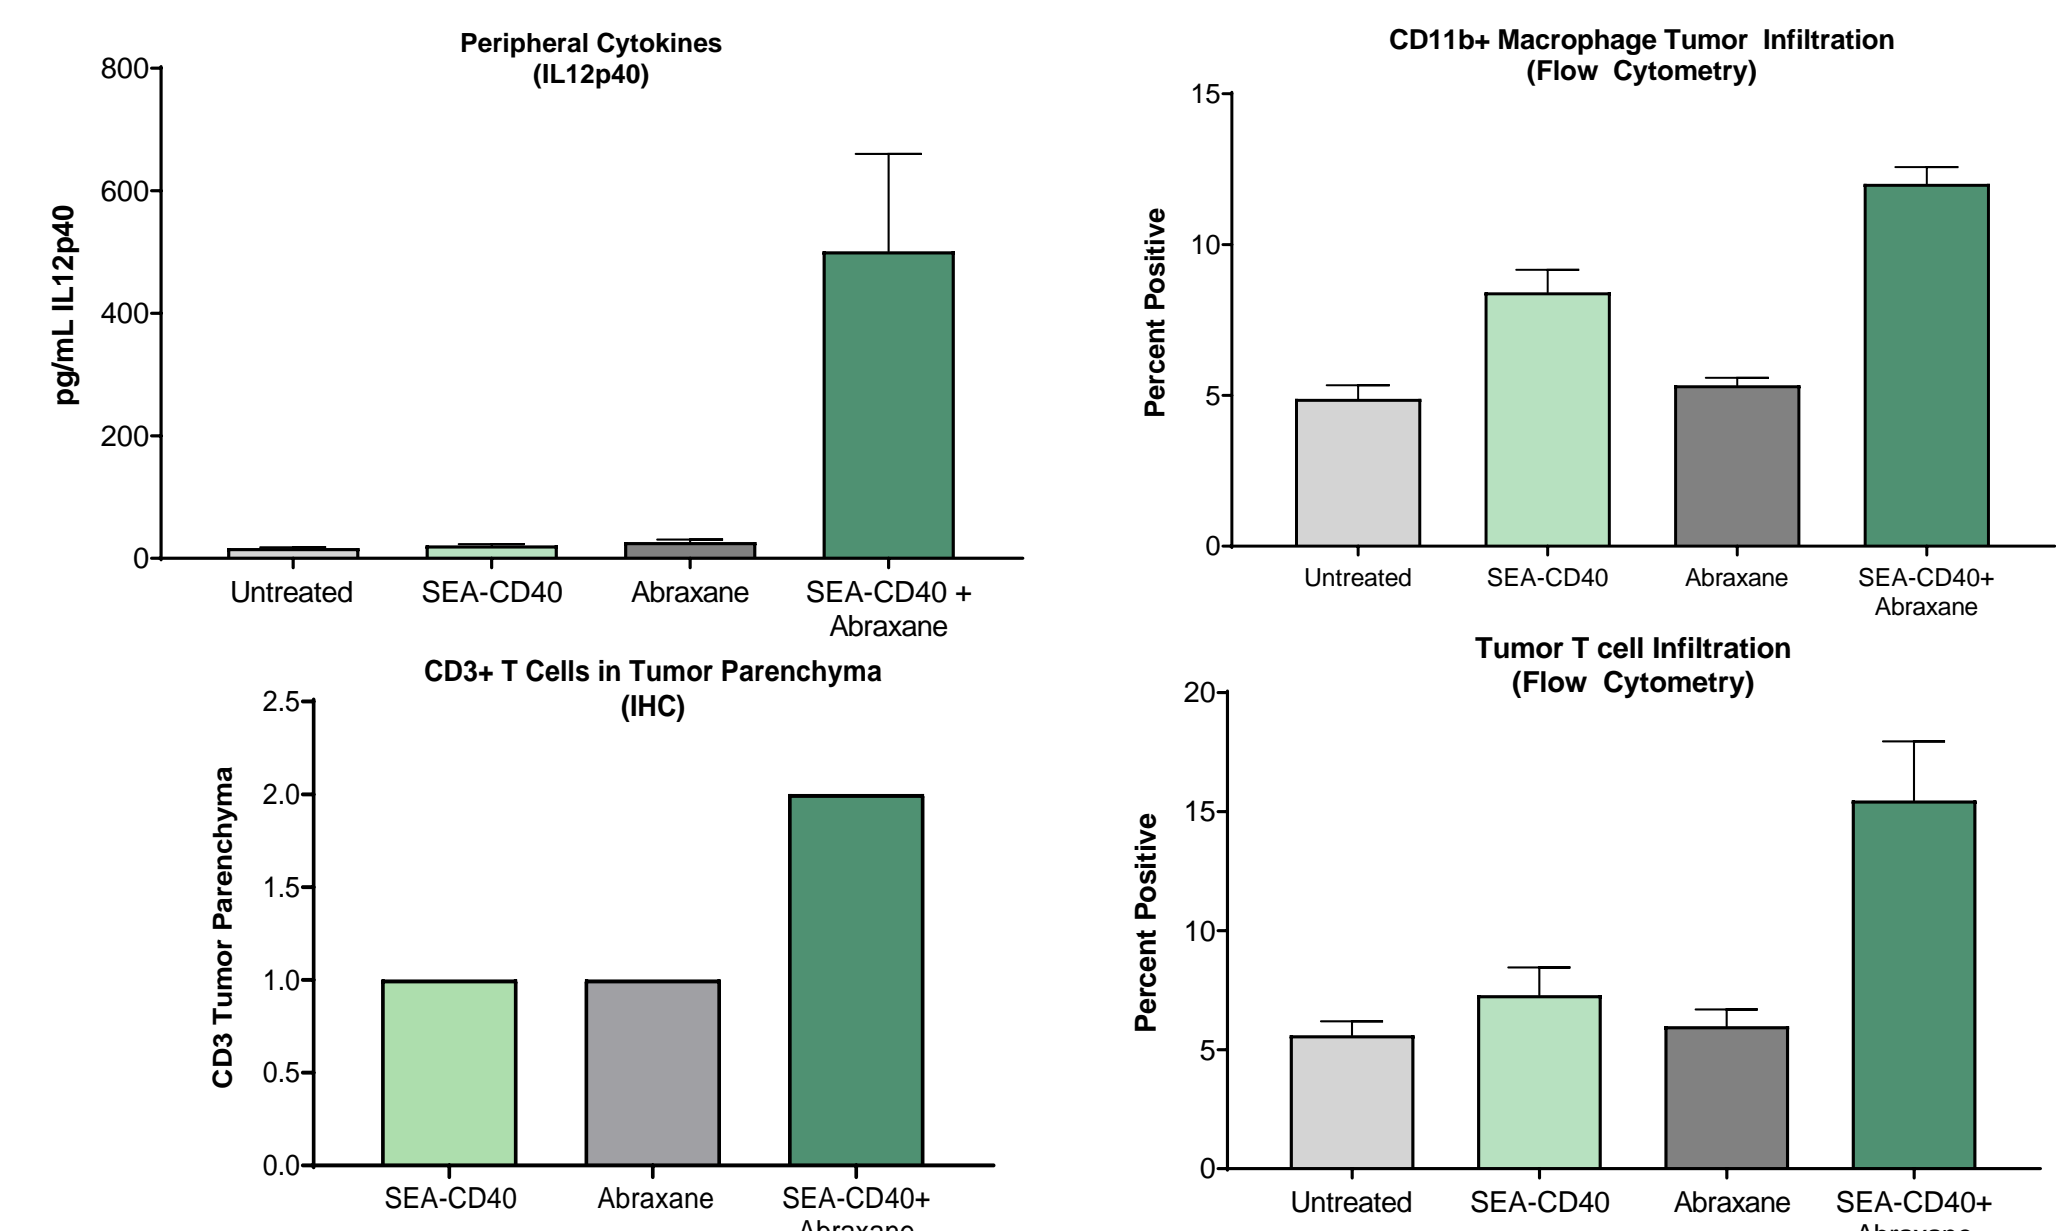 Peripheral Cytokines
(IL12p40)
pg/mL IL12p40
800
600
400
200
0
Untreated
SEA-CD40
Abraxane
SEA-CD40 +
Abraxane
CD11b+ Macrophage Tumor Infiltration
(Flow Cytometry)
Percent Positive
15
10
5
0
Untreated
SEA-CD40
Abraxane
SEA-CD40+
Abraxane
CD3+ T Cells in Tumor Parenchyma
(IHC)
CD3 Tumor Parenchyma
2.5
2.0
1.5
1.0
0.5
0.0
SEA-CD40
Abraxane
SEA-CD40+
Abraxane
Tumor T cell Infiltration
(Flow Cytometry)
Percent Positive
20
15
10
5
0
Untreated
SEA-CD40
Abraxane
SEA-CD40+
Abraxane